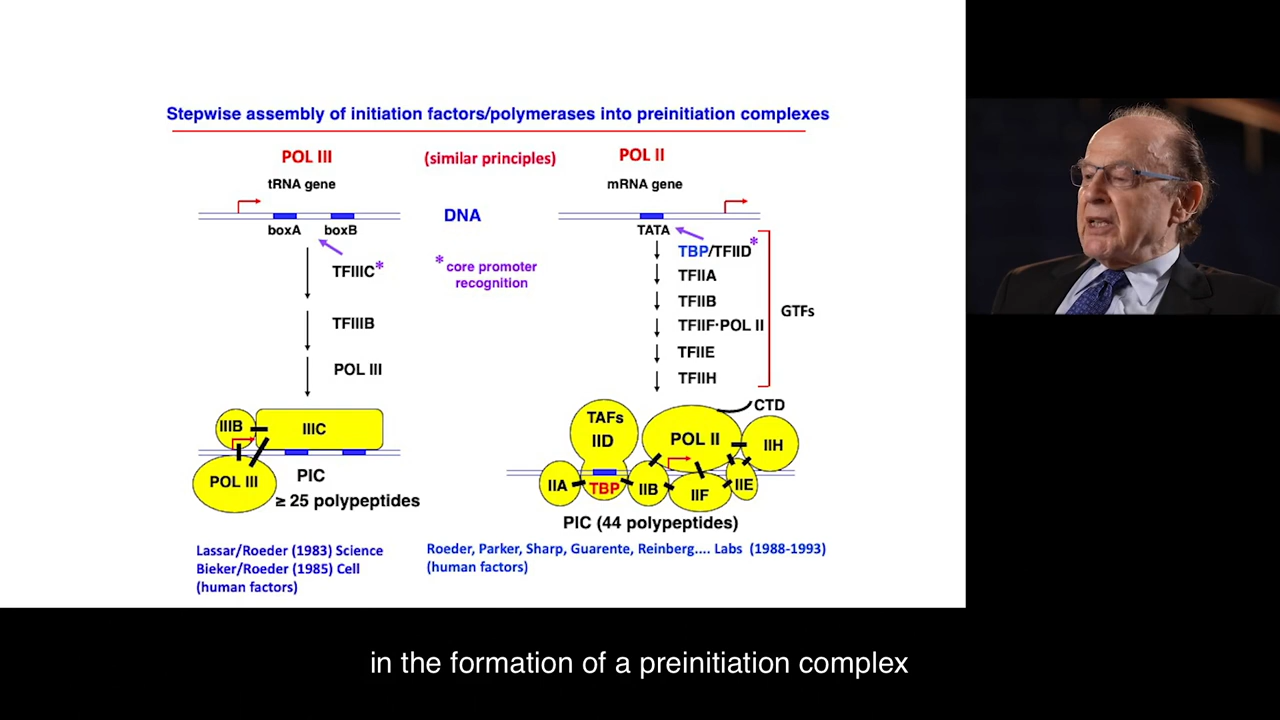 Stepwise assembly of initiation factors/polymerases into preinitiation complexes
POL III
(similar principles)
POL II
tRNA gene
mRNA gene
DNA
boxA
boxB
TATA
TFIIIC*
*core promoter
recognition
TBP/TFIID*
TFIIA
TFIIB
TFIIF·POL II
TFIIE
TFIIH
GTFs
TFIIIB
POL III
CTD
IIIB
IIIC
POL III
PIC
≥ 25 polypeptides
TAFs
IID
POL II
IIH
IIA
TBP
IIB
IIF
IIE
PIC (44 polypeptides)
Lassar/Roeder (1983) Science
Bieker/Roeder (1985) Cell
(human factors)
Roeder, Parker, Sharp, Guarente, Reinberg.... Labs (1988-1993)
(human factors)
in the formation of a preinitiation complex